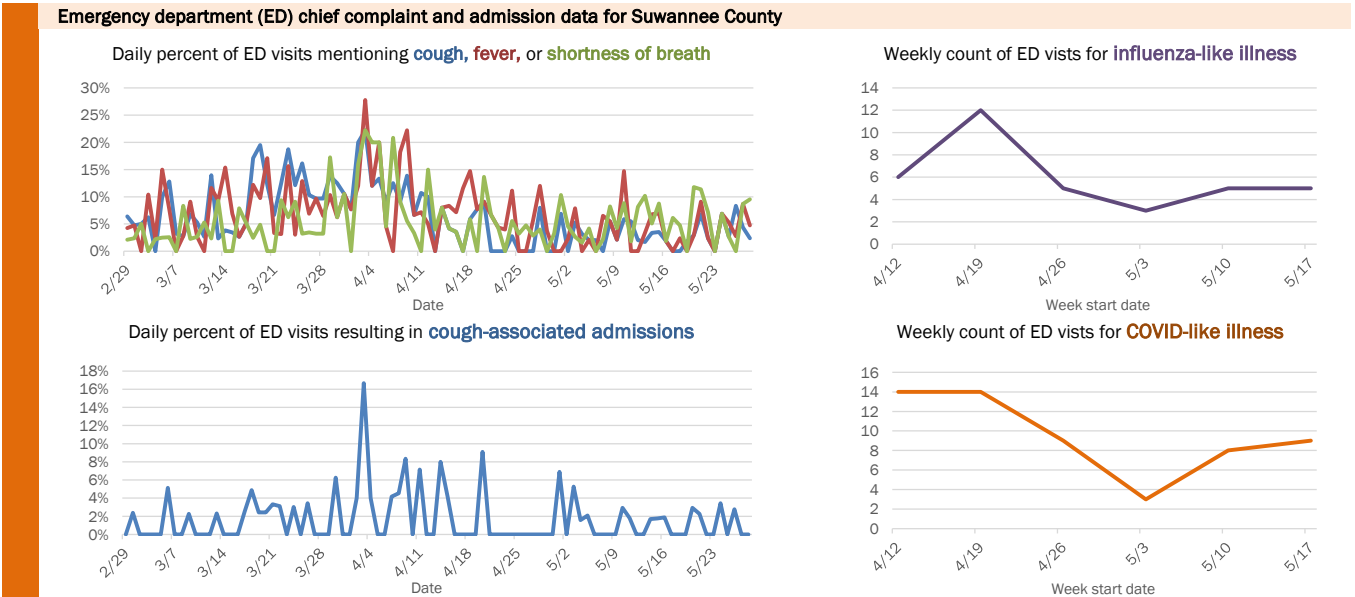 Emergency department (ED) chief complaint and admission data for Suwannee County
Daily percent of ED visits mentioning cough, fever, or shortness of breath
30%
25%
20%
15%
10%
5%
0%
2/29 3/7 3/14 3/21 3/28 4/4 4/11 4/18 4/25 5/2 5/9 5/16 5/23
Date
Weekly count of ED vists for influenza-like illness
14
12
10
8
6
4
2
0
4/12 4/19 4/26 5/3 5/10 5/17
Week start date
Daily percent of ED visits resulting in cough-associated admissions
18%
16%
14%
12%
10%
8%
6%
4%
2%
0%
2/29 3/7 3/14 3/21 3/28 4/4 4/11 4/18 4/25 5/2 5/9 5/16 5/23
Date
Weekly count of ED vists for COVID-like illness
16
14
12
10
8
6
4
2
0
4/12 4/19 4/26 5/3 5/10 5/17
Week start date